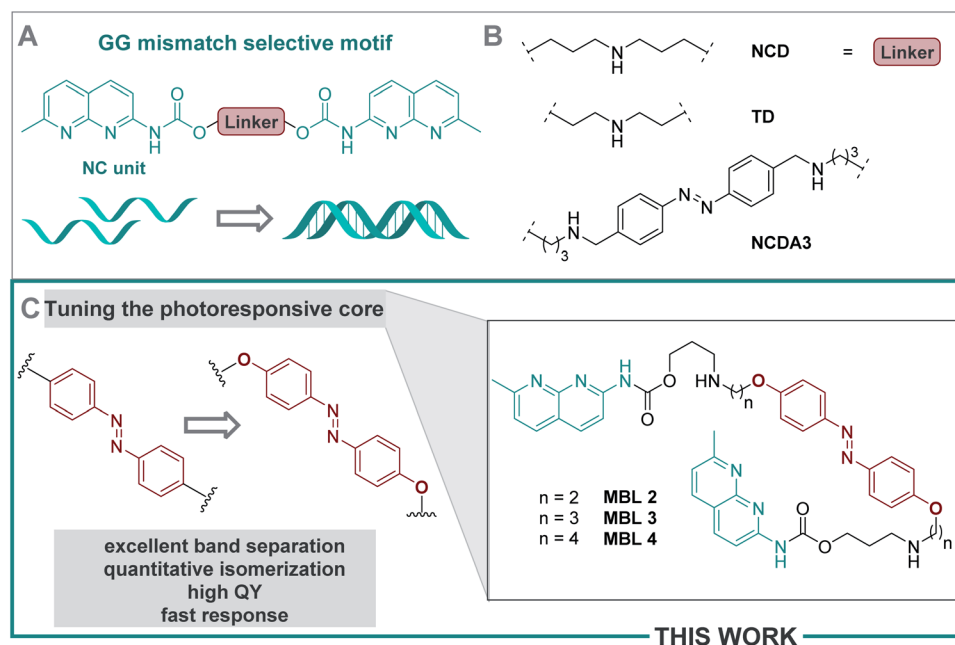 A
GG mismatch selective motif
N N N H O O Linker O O N H N N
NC unit
B
N H NCD = Linker
N H TD
N H 3
N N
H N 3
NCDA3
C Tuning the photoresponsive core
N N
O N N O
excellent band separation
quantitative isomerization
high QY
fast response
N N H N O O HN n O
N N
N N N H O O N H n O
n = 2 MBL 2
n = 3 MBL 3
n = 4 MBL 4
THIS WORK